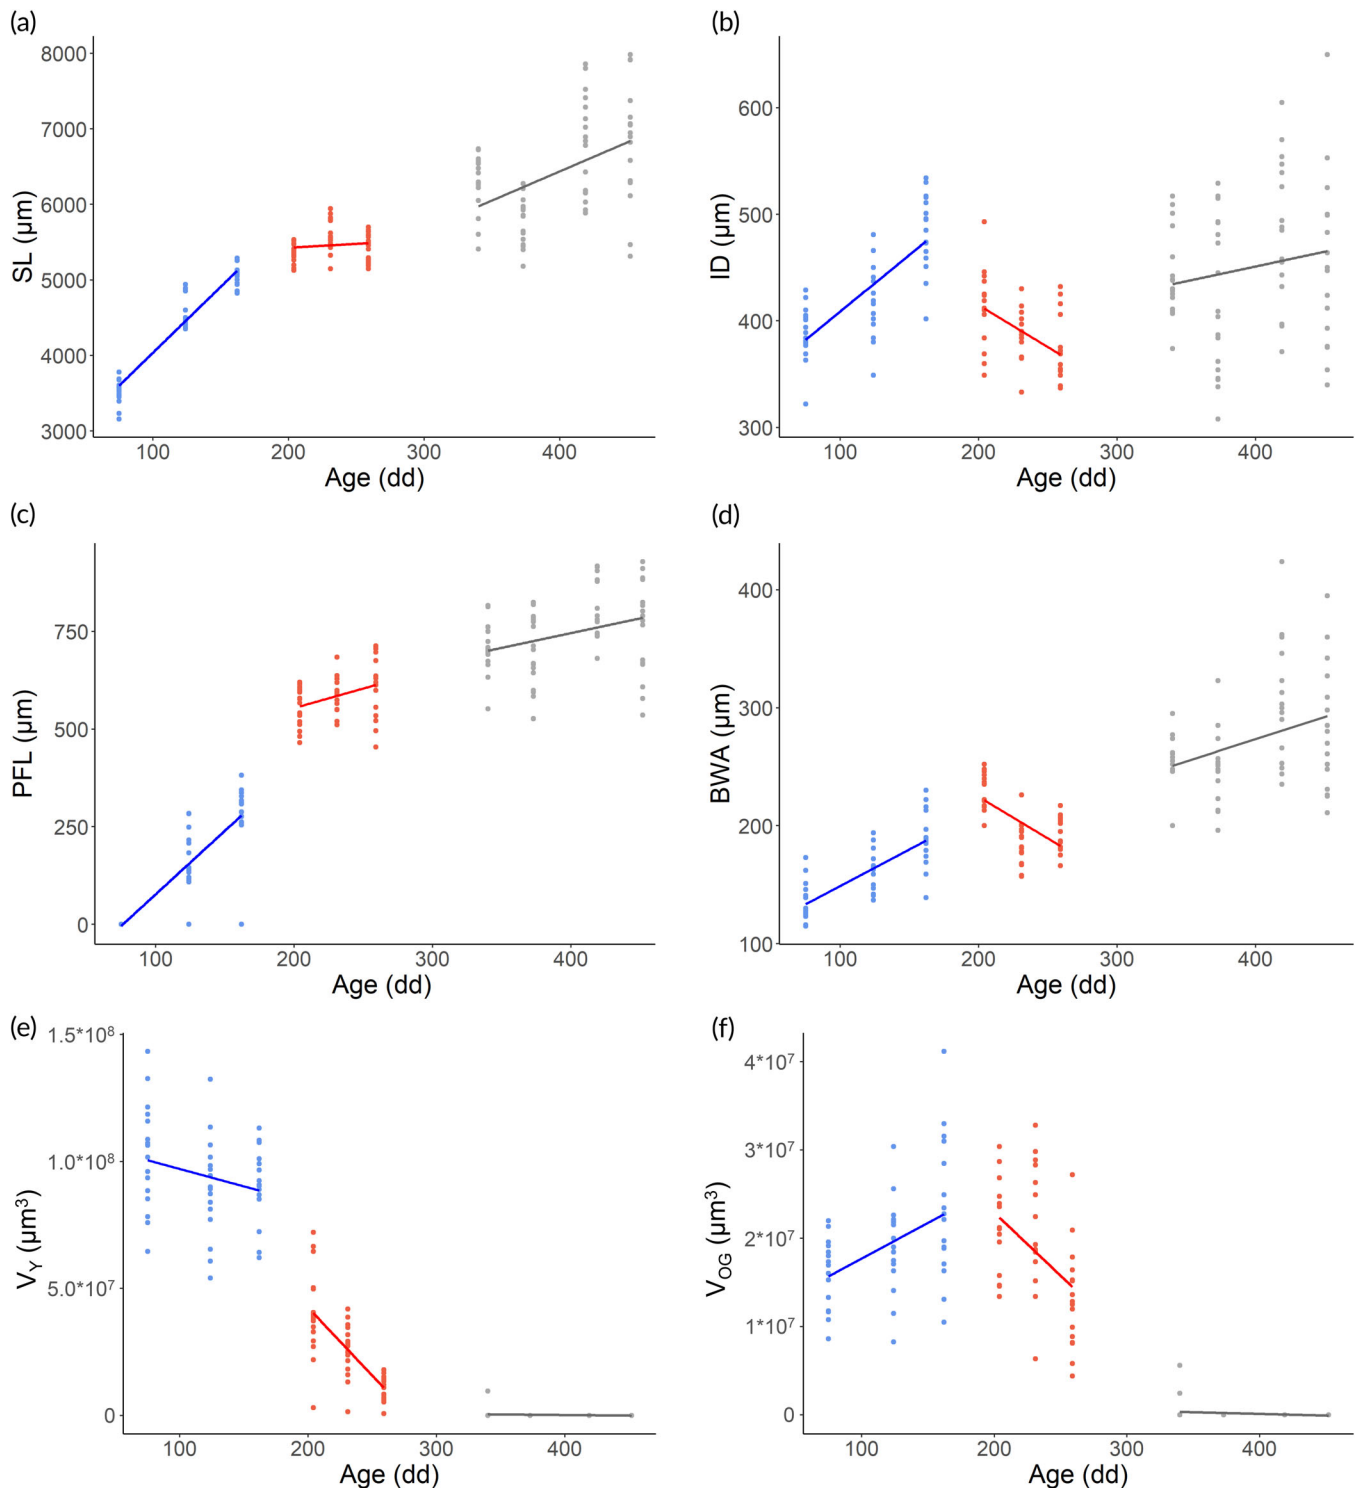 (a)
8000
7000
6000
5000
4000
3000
SL (µm)
100 200 300 400
Age (dd)
(b)
600
500
400
300
ID (µm)
100 200 300 400
Age (dd)
(c)
750
500
250
0
PFL (µm)
100 200 300 400
Age (dd)
(d)
400
300
200
100
BWA (µm)
100 200 300 400
Age (dd)
(e)
1.5*10⁸
1.0*10⁸
5.0*10⁷
0
V_Y (µm³)
100 200 300 400
Age (dd)
(f)
4*10⁷
3*10⁷
2*10⁷
1*10⁷
0
V_OG (µm³)
100 200 300 400
Age (dd)